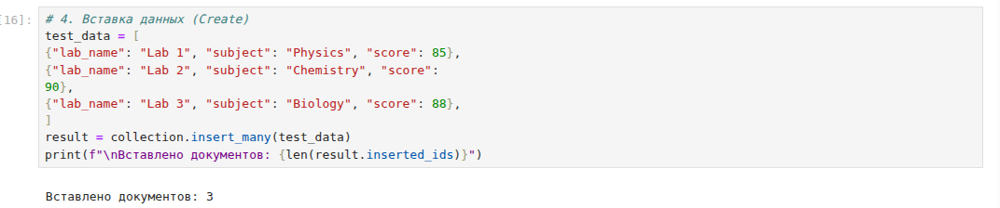 [16]:
# 4. Вставка данных (Create)
test_data = [
{"lab_name": "Lab 1", "subject": "Physics", "score": 85},
{"lab_name": "Lab 2", "subject": "Chemistry", "score":
90},
{"lab_name": "Lab 3", "subject": "Biology", "score": 88},
]
result = collection.insert_many(test_data)
print(f"\nВставлено документов: {len(result.inserted_ids)}")
Вставлено документов: 3